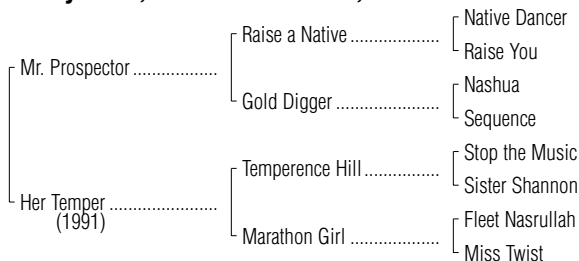 Native Dancer
Raise a Native
Raise You
Mr. Prospector
Nashua
Gold Digger
Sequence
Stop the Music
Temperence Hill
Sister Shannon
Her Temper
(1991)
Fleet Nasrullah
Marathon Girl
Miss Twist